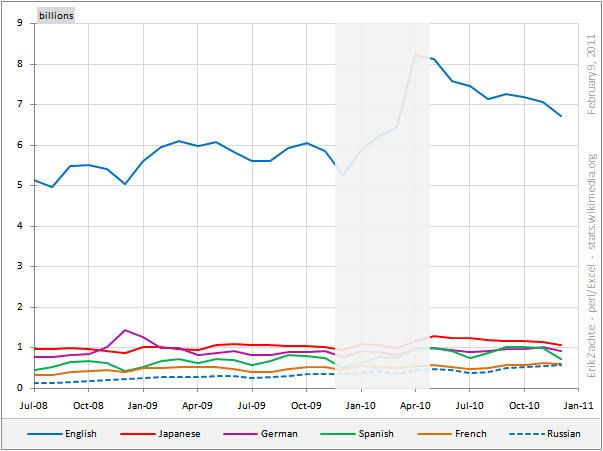 billions
9
8
7
6
5
4
3
2
1
0
Jul-08 Oct-08 Jan-09 Apr-09 Jul-09 Oct-09 Jan-10 Apr-10 Jul-10 Oct-10 Jan-11
English Japanese German Spanish French Russian
Erik Zachte - perl/Excel - stats.wikimedia.org February 9, 2011